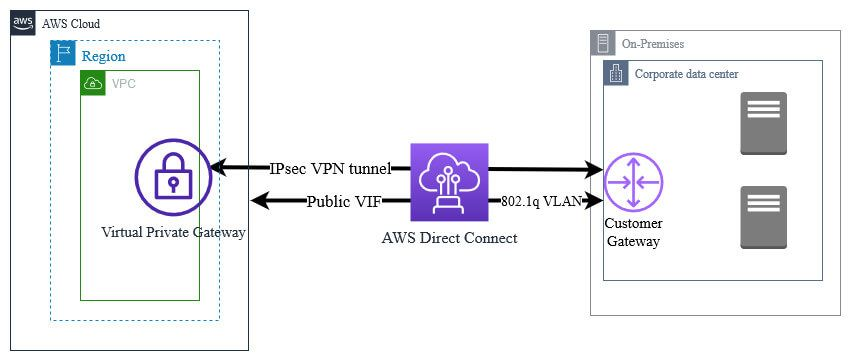 aws
AWS Cloud
Region
VPC
Virtual Private Gateway
IPsec VPN tunnel
Public VIF
AWS Direct Connect
802.1q VLAN
On-Premises
Corporate data center
Customer
Gateway